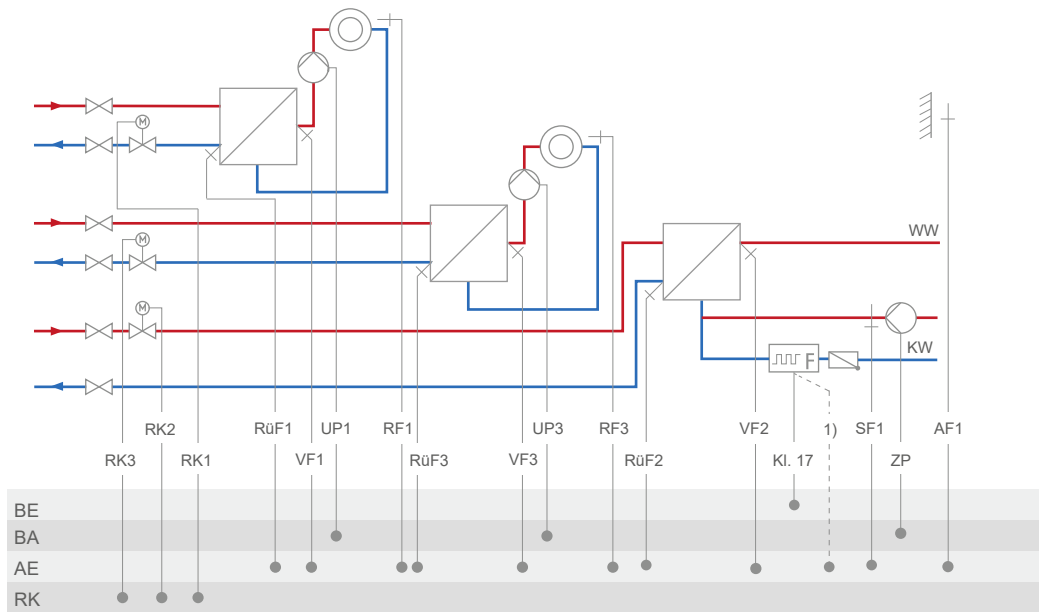 M
M
WW
M
F
KW
RK2 RüF1 UP1 RF1 UP3 RF3 VF2 1) SF1 AF1
RK3 RK1 VF1 RüF3 VF3 RüF2 Kl. 17 ZP
BE
BA
AE
RK